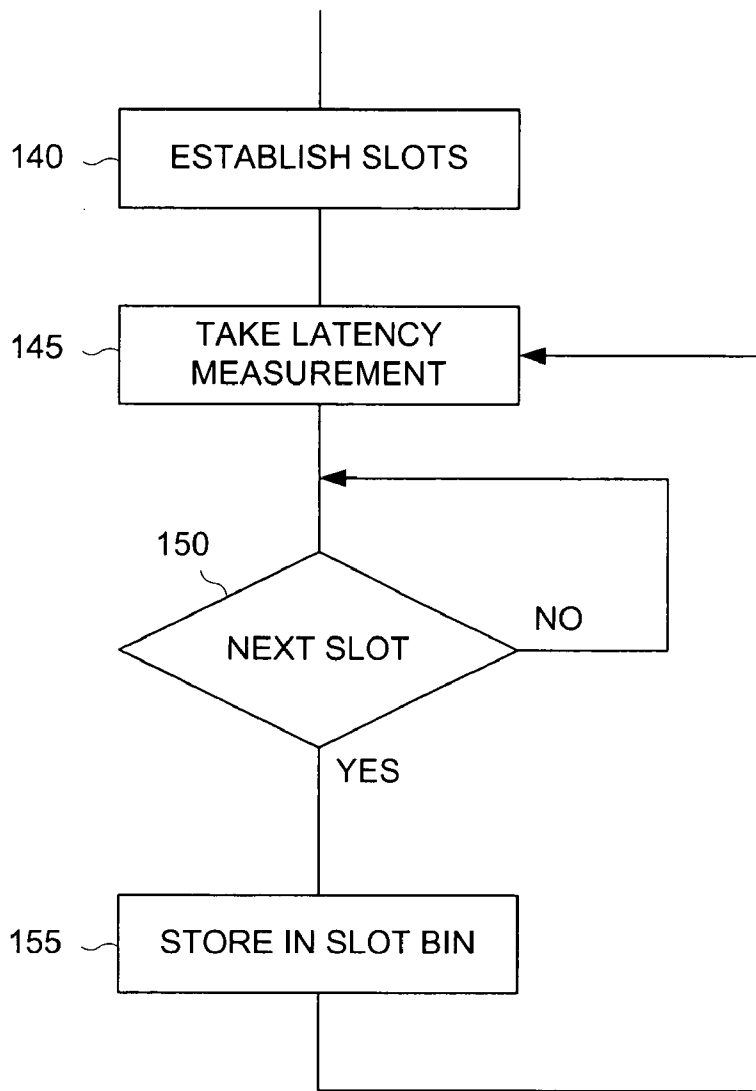 140
ESTABLISH SLOTS
145
TAKE LATENCY
MEASUREMENT
150
NEXT SLOT
NO
YES
155
STORE IN SLOT BIN